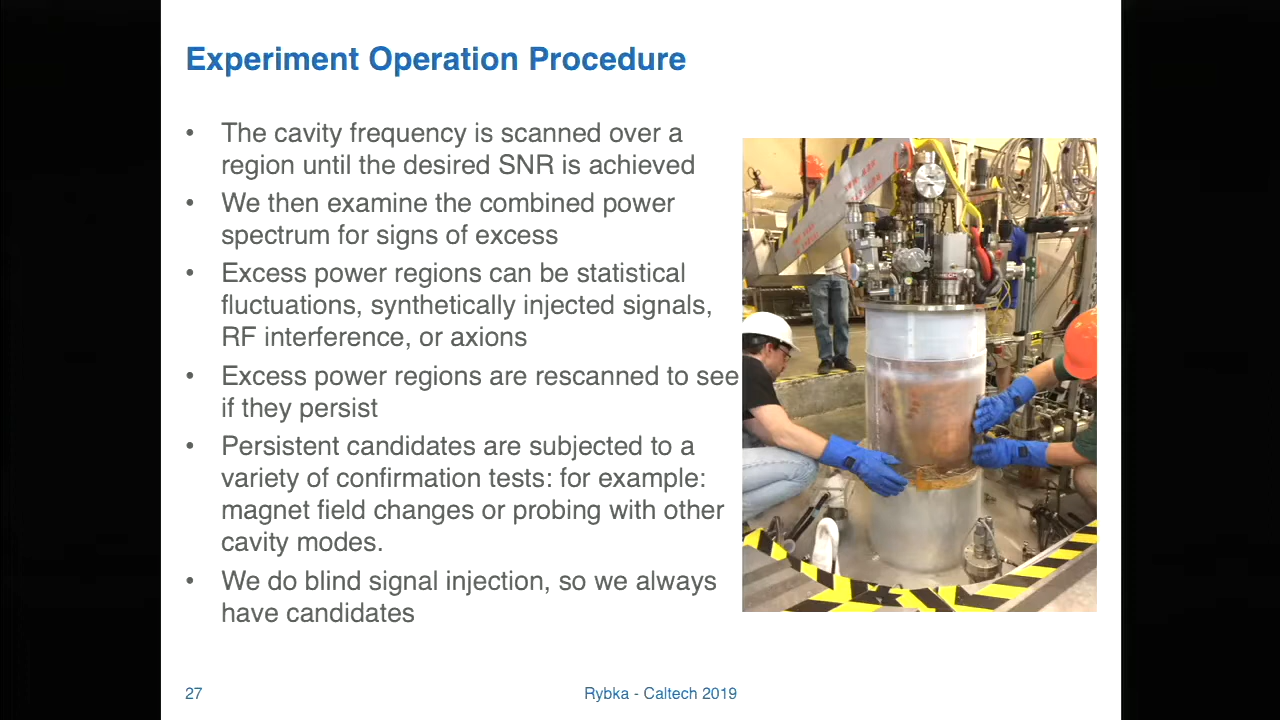 Experiment Operation Procedure
• The cavity frequency is scanned over a
region until the desired SNR is achieved
• We then examine the combined power
spectrum for signs of excess
• Excess power regions can be statistical
fluctuations, synthetically injected signals,
RF interference, or axions
• Excess power regions are rescanned to see
if they persist
• Persistent candidates are subjected to a
variety of confirmation tests: for example:
magnet field changes or probing with other
cavity modes.
• We do blind signal injection, so we always
have candidates
27
Rybka - Caltech 2019